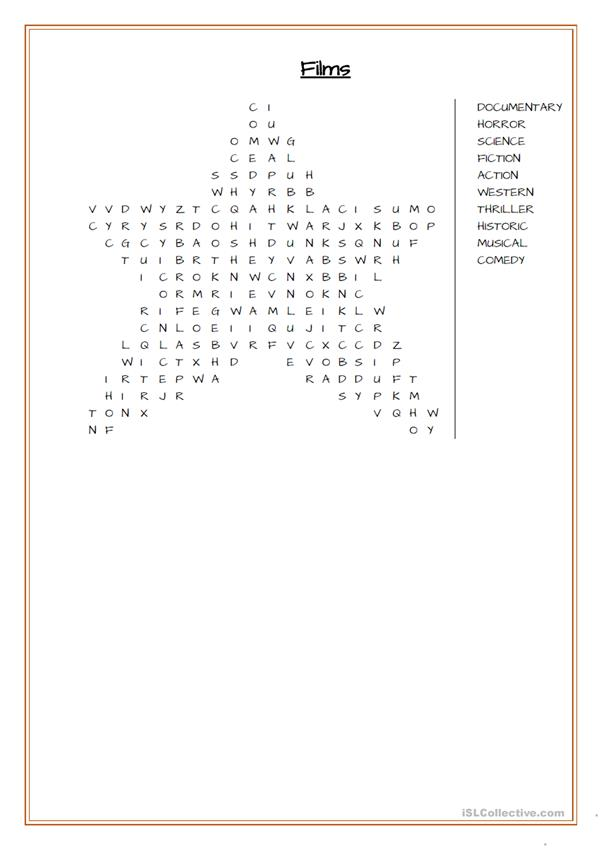 Films
C I
O U
O M W G
C E A L
S S D P U H
W H Y R B B
V V D W Y Z T C Q A H K L A C I S U M O
C Y R Y S R D O H I T W A R J X K B O P
C G C Y B A O S H D U N K S Q N U F
T U I B R T H E Y V A B S W R H
I C R O K N W C N X B B I L
O R M R I E V N O K N C
R I F E G W A M L E I K L W
C N L O E I I Q U J I T C R
L Q L A S B V R F V C X C C D Z
W I C T X H D E V O B S I P
I R T E P W A R A D D U F T
H I R J R S Y P K M
T O N X V Q H W
N F O Y
DOCUMENTARY
HORROR
SCIENCE
FICTION
ACTION
WESTERN
THRILLER
HISTORIC
MUSICAL
COMEDY
iSLCollective.com